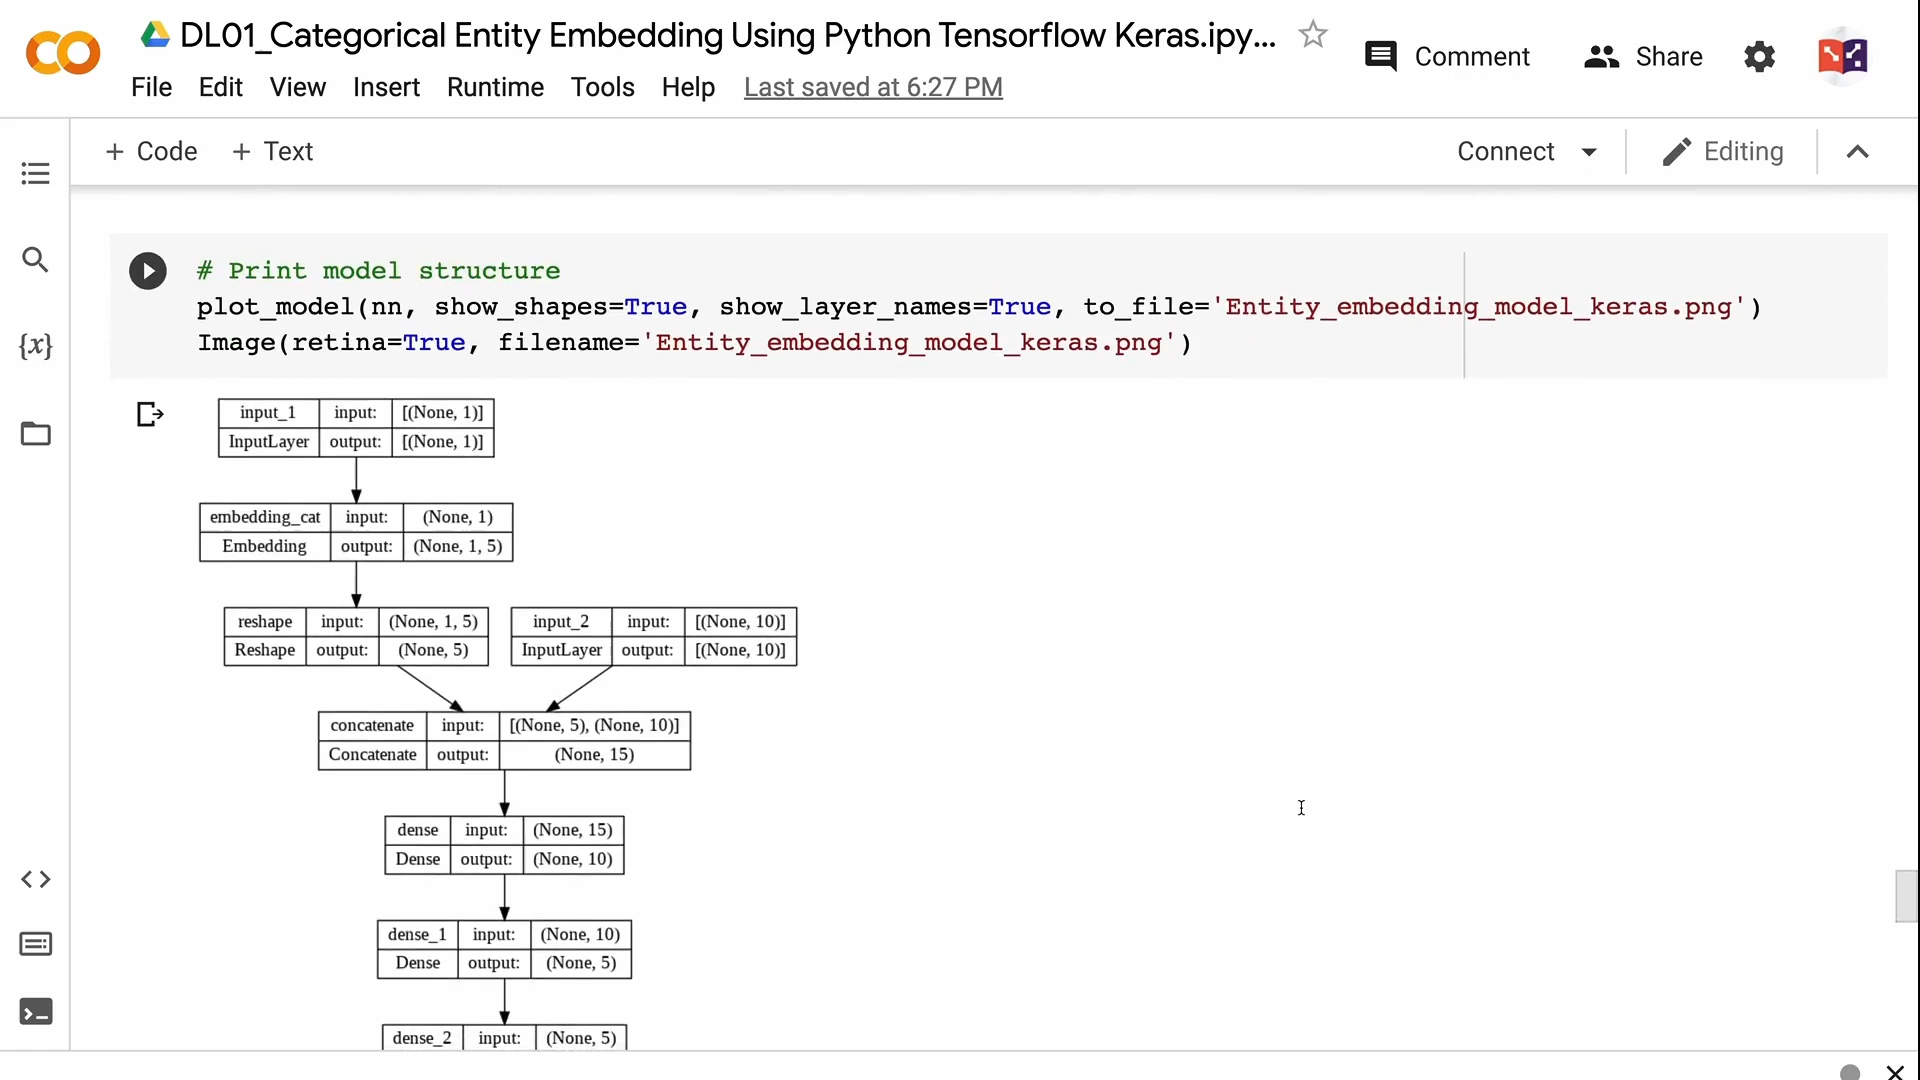 DL01_Categorical Entity Embedding Using Python Tensorflow Keras.ipy...
Comment
Share
File Edit View Insert Runtime Tools Help Last saved at 6:27 PM
+ Code + Text
Connect
Editing
{x}
# Print model structure
plot_model(nn, show_shapes=True, show_layer_names=True, to_file='Entity_embedding_model_keras.png')
Image(retina=True, filename='Entity_embedding_model_keras.png')
input_1 input: [(None, 1)]
InputLayer output: [(None, 1)]
embedding_cat input: (None, 1)
Embedding output: (None, 1, 5)
reshape input: (None, 1, 5)
Reshape output: (None, 5)
input_2 input: [(None, 10)]
InputLayer output: [(None, 10)]
concatenate input: [(None, 5), (None, 10)]
Concatenate output: (None, 15)
dense input: (None, 15)
Dense output: (None, 10)
dense_1 input: (None, 10)
Dense output: (None, 5)
dense_2 input: (None, 5)